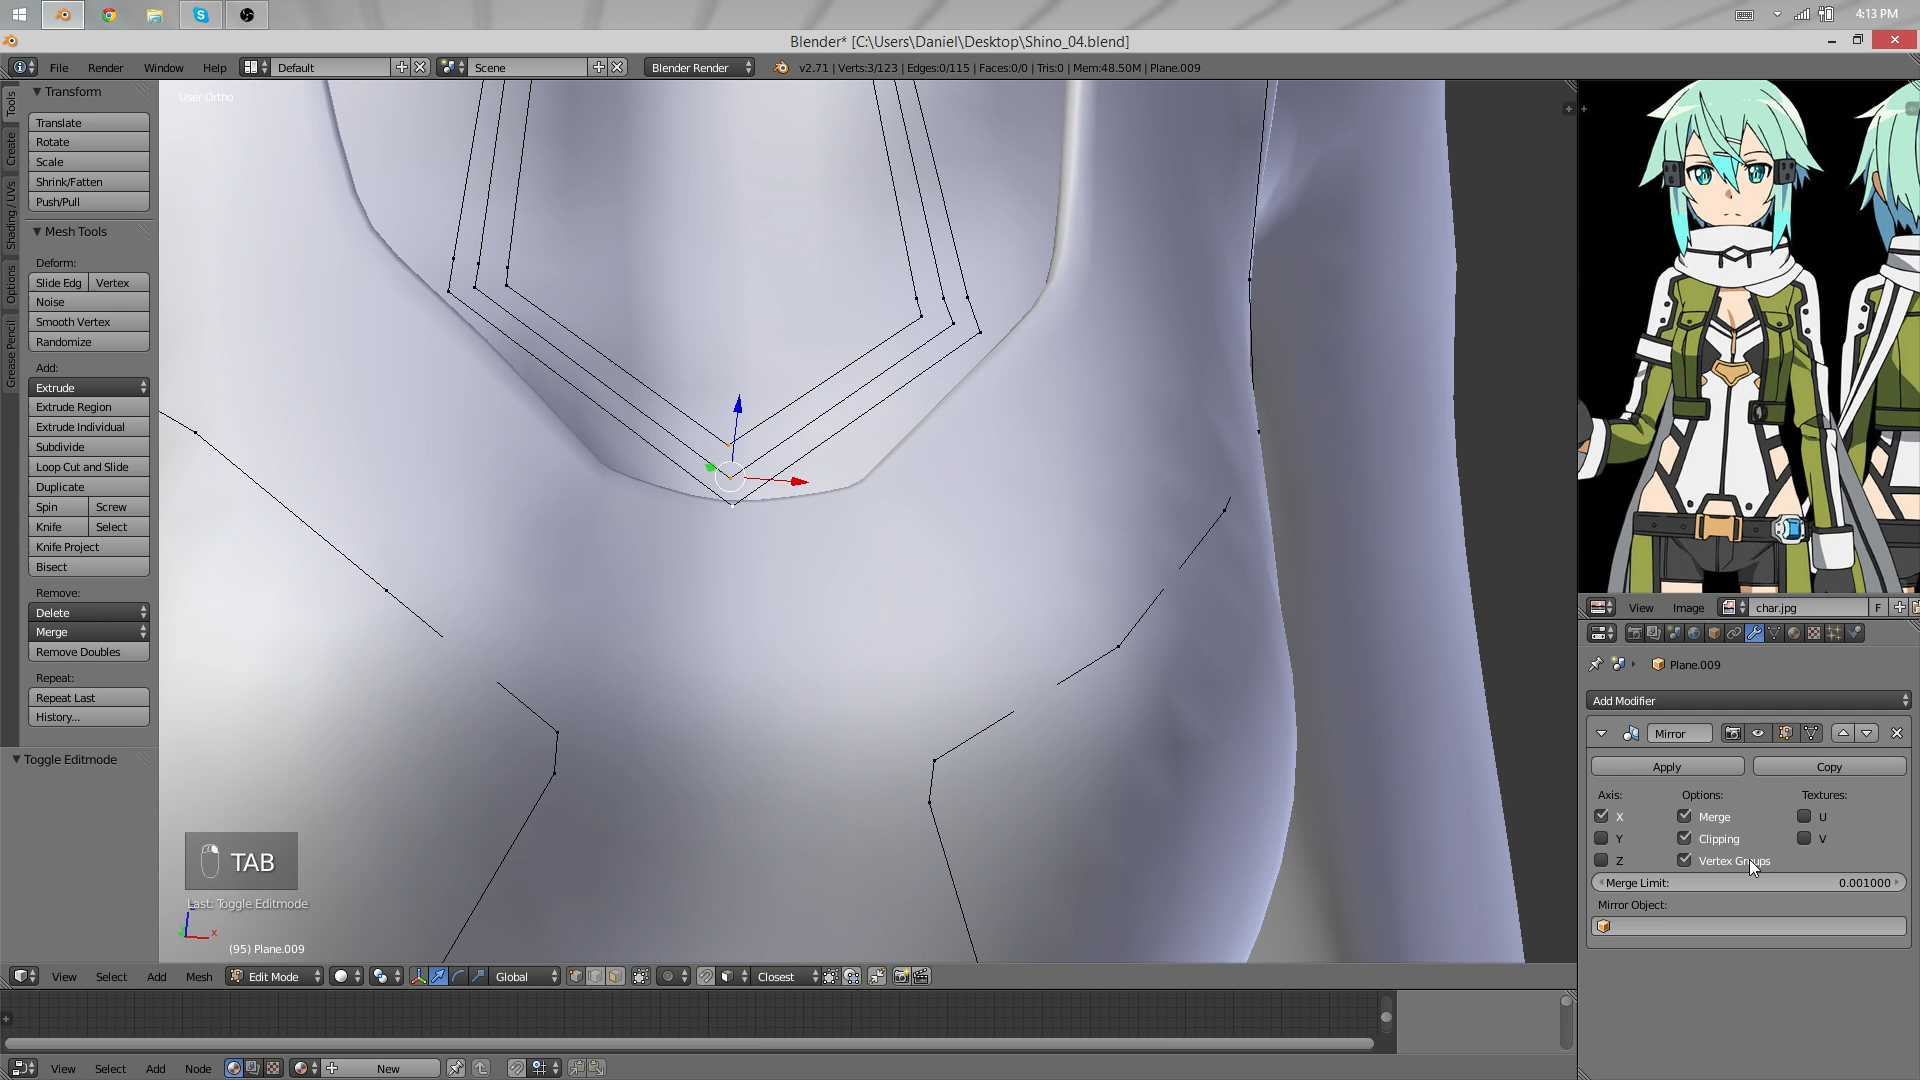 4:13 PM
Blender* [C:\Users\Daniel\Desktop\Shino_04.blend]
File Render Window Help Default Scene Blender Render v2.71 | Verts:3/123 | Edges:0/115 | Faces:0/0 | Tris:0 | Mem:48.50M | Plane.009
Tools
Create
Shading / UVs
Options
Grease Pencil
Transform
Translate
Rotate
Scale
Shrink/Fatten
Push/Pull
Mesh Tools
Deform:
Slide Edg Vertex
Noise
Smooth Vertex
Randomize
Add:
Extrude
Extrude Region
Extrude Individual
Subdivide
Loop Cut and Slide
Duplicate
Spin Screw
Knife Select
Knife Project
Bisect
Remove:
Delete
Merge
Remove Doubles
Repeat:
Repeat Last
History...
Toggle Editmode
User Ortho
TAB
Last: Toggle Editmode
x
(95) Plane.009
View Select Add Mesh Edit Mode Global Closest
View Select Add Node New
View Image char.jpg F
Plane.009
Add Modifier
Mirror
Apply Copy
Axis: Options: Textures:
X Merge U
Y Clipping V
Z Vertex Groups
Merge Limit: 0.001000
Mirror Object: